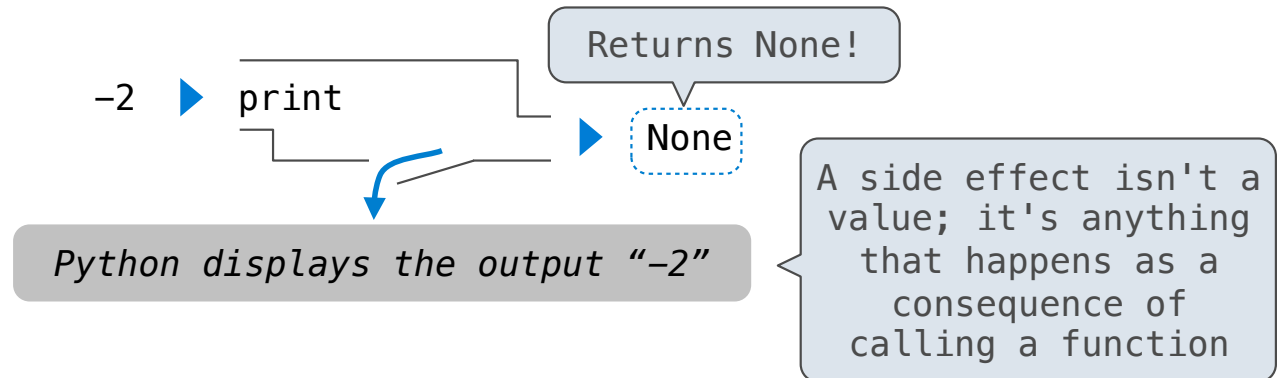 Returns None!
−2 print
None
A side effect isn't a
value; it's anything
that happens as a
consequence of
calling a function
Python displays the output “−2”